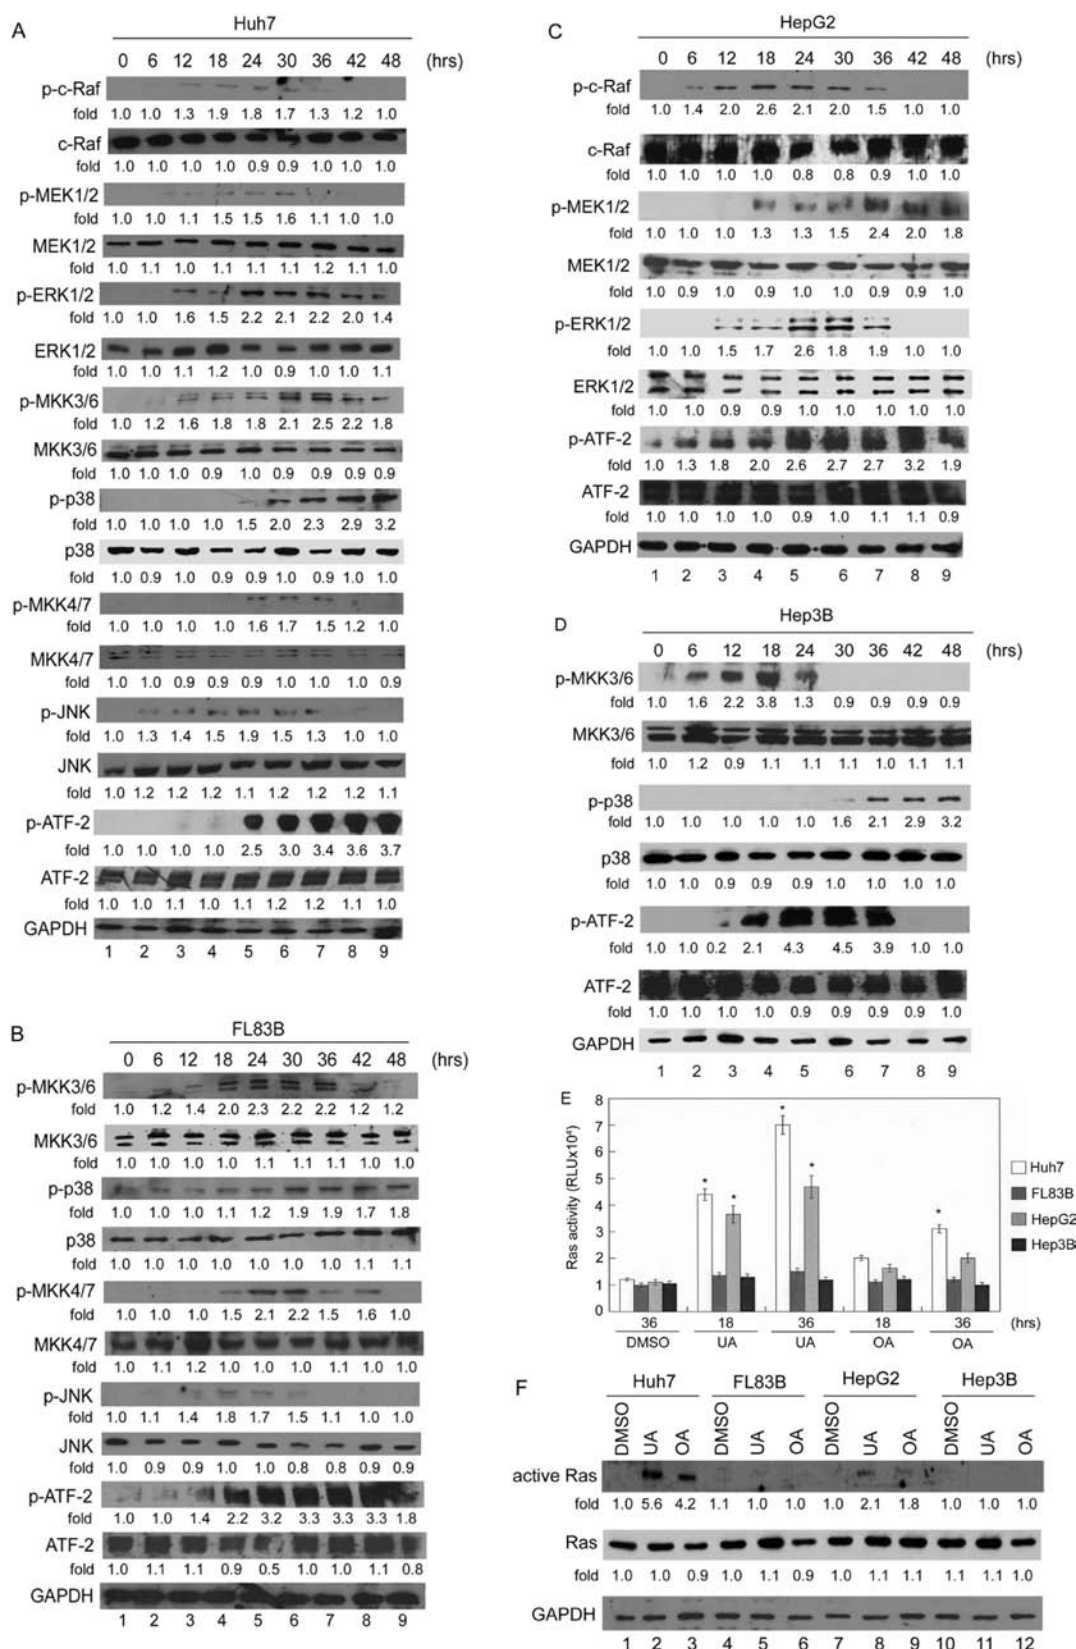 A
Huh7
0 6 12 18 24 30 36 42 48 (hrs)
p-c-Raf
fold 1.0 1.0 1.3 1.9 1.8 1.7 1.3 1.2 1.0
c-Raf
fold 1.0 1.0 1.0 1.0 0.9 0.9 1.0 1.0 1.0
p-MEK1/2
fold 1.0 1.0 1.1 1.5 1.5 1.6 1.1 1.0 1.0
MEK1/2
fold 1.0 1.1 1.0 1.1 1.1 1.1 1.2 1.1 1.0
p-ERK1/2
fold 1.0 1.0 1.6 1.5 2.2 2.1 2.2 2.0 1.4
ERK1/2
fold 1.0 1.0 1.1 1.2 1.0 0.9 1.0 1.0 1.1
p-MKK3/6
fold 1.0 1.2 1.6 1.8 1.8 2.1 2.5 2.2 1.8
MKK3/6
fold 1.0 1.0 1.0 0.9 1.0 0.9 0.9 0.9 0.9
p-p38
fold 1.0 1.0 1.0 1.0 1.5 2.0 2.3 2.9 3.2
p38
fold 1.0 0.9 1.0 0.9 0.9 1.0 0.9 1.0 1.0
p-MKK4/7
fold 1.0 1.0 1.0 1.0 1.6 1.7 1.5 1.2 1.0
MKK4/7
fold 1.0 1.0 0.9 0.9 0.9 1.0 1.0 1.0 0.9
p-JNK
fold 1.0 1.3 1.4 1.5 1.9 1.5 1.3 1.0 1.0
JNK
fold 1.0 1.2 1.2 1.2 1.1 1.2 1.2 1.2 1.1
p-ATF-2
fold 1.0 1.0 1.0 1.0 2.5 3.0 3.4 3.6 3.7
ATF-2
fold 1.0 1.0 1.1 1.0 1.1 1.2 1.2 1.1 1.0
GAPDH
1 2 3 4 5 6 7 8 9
B
FL83B
0 6 12 18 24 30 36 42 48 (hrs)
p-MKK3/6
fold 1.0 1.2 1.4 2.0 2.3 2.2 2.2 1.2 1.2
MKK3/6
fold 1.0 1.0 1.0 1.0 1.1 1.1 1.1 1.0 1.0
p-p38
fold 1.0 1.0 1.0 1.1 1.2 1.9 1.9 1.7 1.8
p38
fold 1.0 1.0 1.0 1.0 1.0 1.0 1.0 1.1 1.1
p-MKK4/7
fold 1.0 1.0 1.0 1.5 2.1 2.2 1.5 1.6 1.0
MKK4/7
fold 1.0 1.1 1.2 1.0 1.0 1.0 1.1 1.0 1.0
p-JNK
fold 1.0 1.1 1.4 1.8 1.7 1.5 1.1 1.0 1.0
JNK
fold 1.0 0.9 0.9 1.0 1.0 0.8 0.8 0.9 0.9
p-ATF-2
fold 1.0 1.0 1.4 2.2 3.2 3.3 3.3 3.3 1.8
ATF-2
fold 1.0 1.1 1.1 0.9 0.5 1.0 1.0 1.1 0.8
GAPDH
1 2 3 4 5 6 7 8 9
C
HepG2
0 6 12 18 24 30 36 42 48 (hrs)
p-c-Raf
fold 1.0 1.4 2.0 2.6 2.1 2.0 1.5 1.0 1.0
c-Raf
fold 1.0 1.0 1.0 1.0 0.8 0.8 0.9 1.0 1.0
p-MEK1/2
fold 1.0 1.0 1.0 1.3 1.3 1.5 2.4 2.0 1.8
MEK1/2
fold 1.0 0.9 1.0 0.9 1.0 1.0 0.9 0.9 1.0
p-ERK1/2
fold 1.0 1.0 1.5 1.7 2.6 1.8 1.9 1.0 1.0
ERK1/2
fold 1.0 1.0 0.9 0.9 1.0 1.0 1.0 1.0 1.0
p-ATF-2
fold 1.0 1.3 1.8 2.0 2.6 2.7 2.7 3.2 1.9
ATF-2
fold 1.0 1.0 1.0 1.0 0.9 1.0 1.1 1.1 0.9
GAPDH
1 2 3 4 5 6 7 8 9
D
Hep3B
0 6 12 18 24 30 36 42 48 (hrs)
p-MKK3/6
fold 1.0 1.6 2.2 3.8 1.3 0.9 0.9 0.9 0.9
MKK3/6
fold 1.0 1.2 0.9 1.1 1.1 1.1 1.0 1.1 1.1
p-p38
fold 1.0 1.0 1.0 1.0 1.0 1.6 2.1 2.9 3.2
p38
fold 1.0 1.0 0.9 0.9 0.9 1.0 1.0 1.0 1.0
p-ATF-2
fold 1.0 1.0 0.2 2.1 4.3 4.5 3.9 1.0 1.0
ATF-2
fold 1.0 1.0 1.0 1.0 0.9 0.9 0.9 0.9 1.0
GAPDH
1 2 3 4 5 6 7 8 9
E
Ras activity (RLUx10⁴)
8
7
6
5
4
3
2
1
0
* * * * *
36 18 36 18 36 (hrs)
DMSO UA UA OA OA
Huh7
FL83B
HepG2
Hep3B
F
Huh7 FL83B HepG2 Hep3B
DMSO UA OA DMSO UA OA DMSO UA OA DMSO UA OA
active Ras
fold 1.0 5.6 4.2 1.1 1.0 1.0 1.0 2.1 1.8 1.0 1.0 1.0
Ras
fold 1.0 1.0 0.9 1.0 1.1 0.9 1.0 1.1 1.1 1.1 1.1 1.0
GAPDH
1 2 3 4 5 6 7 8 9 10 11 12